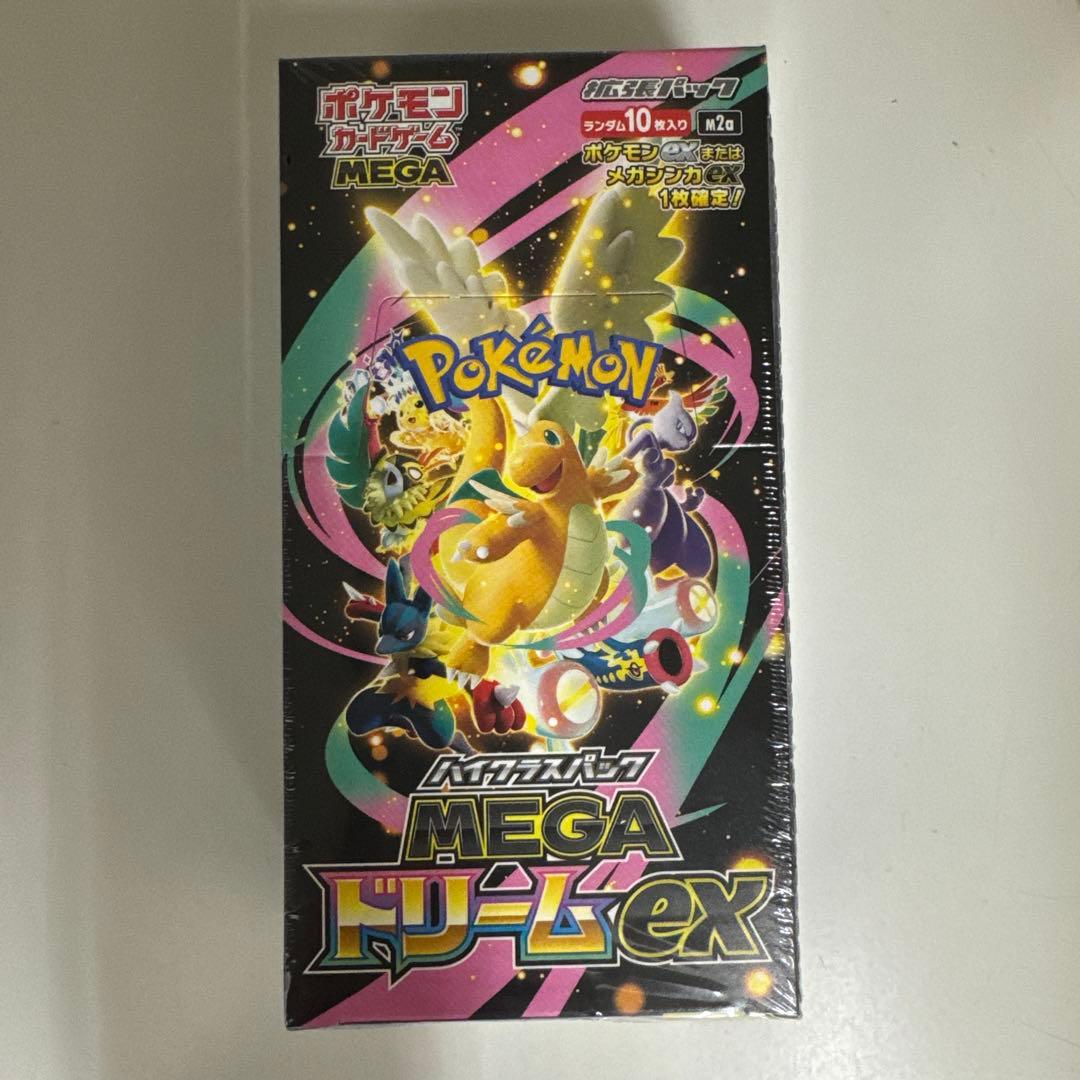 ポケモン
カードゲーム
MEGA
拡張パック
ランダム10枚入り M2a
ポケモンexまたは
メガシンカex
1枚確定!
POKéMON
ハイクラスパック
MEGA
ドリームex